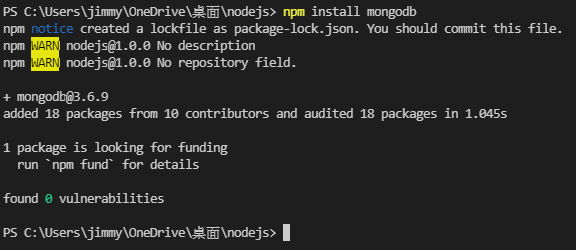 PS C:\Users\jimmy\OneDrive\桌面\nodejs> npm install mongodb
npm notice created a lockfile as package-lock.json. You should commit this file.
npm WARN nodejs@1.0.0 No description
npm WARN nodejs@1.0.0 No repository field.
+ mongodb@3.6.9
added 18 packages from 10 contributors and audited 18 packages in 1.045s
1 package is looking for funding
  run `npm fund` for details
found 0 vulnerabilities
PS C:\Users\jimmy\OneDrive\桌面\nodejs>